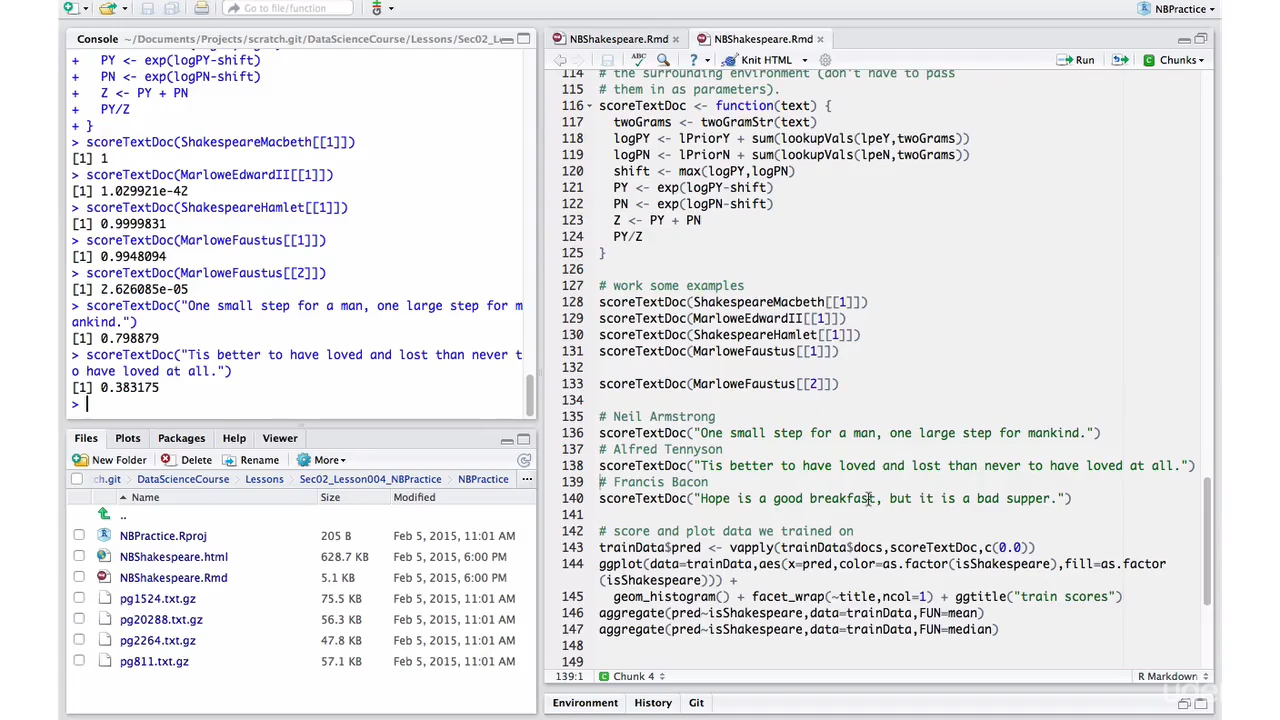 Go to file/function
NBPractice
Console ~/Documents/Projects/scratch.git/DataScienceCourse/Lessons/Sec02_L
+   PY <- exp(logPY-shift)
+   PN <- exp(logPN-shift)
+   Z <- PY + PN
+   PY/Z
+ }
> scoreTextDoc(ShakespeareMacbeth[[1]])
[1] 1
> scoreTextDoc(MarloweEdwardII[[1]])
[1] 1.029921e-42
> scoreTextDoc(ShakespeareHamlet[[1]])
[1] 0.9999831
> scoreTextDoc(MarloweFaustus[[1]])
[1] 0.9948094
> scoreTextDoc(MarloweFaustus[[2]])
[1] 2.626085e-05
> scoreTextDoc("One small step for a man, one large step for m
ankind.")
[1] 0.798879
> scoreTextDoc("Tis better to have loved and lost than never t
o have loved at all.")
[1] 0.383175
>
Files Plots Packages Help Viewer
New Folder Delete Rename More
ch.git DataScienceCourse Lessons Sec02_Lesson004_NBPractice NBPractice ...
Name Size Modified
..
NBPractice.Rproj 205 B Feb 5, 2015, 11:01 AM
NBShakespeare.html 628.7 KB Feb 5, 2015, 6:00 PM
NBShakespeare.Rmd 5.1 KB Feb 5, 2015, 6:00 PM
pg1524.txt.gz 75.5 KB Feb 5, 2015, 11:01 AM
pg20288.txt.gz 56.3 KB Feb 5, 2015, 11:01 AM
pg2264.txt.gz 47.8 KB Feb 5, 2015, 11:01 AM
pg811.txt.gz 57.1 KB Feb 5, 2015, 11:01 AM
NBShakespeare.Rmd NBShakespeare.Rmd
ABC ? Knit HTML Run Chunks
114 # the surrounding environment (don't have to pass
115 # them in as parameters).
116 scoreTextDoc <- function(text) {
117   twoGrams <- twoGramStr(text)
118   logPY <- lPriorY + sum(lookupVals(lpeY,twoGrams))
119   logPN <- lPriorN + sum(lookupVals(lpeN,twoGrams))
120   shift <- max(logPY,logPN)
121   PY <- exp(logPY-shift)
122   PN <- exp(logPN-shift)
123   Z <- PY + PN
124   PY/Z
125 }
126
127 # work some examples
128 scoreTextDoc(ShakespeareMacbeth[[1]])
129 scoreTextDoc(MarloweEdwardII[[1]])
130 scoreTextDoc(ShakespeareHamlet[[1]])
131 scoreTextDoc(MarloweFaustus[[1]])
132
133 scoreTextDoc(MarloweFaustus[[2]])
134
135 # Neil Armstrong
136 scoreTextDoc("One small step for a man, one large step for mankind.")
137 # Alfred Tennyson
138 scoreTextDoc("Tis better to have loved and lost than never to have loved at all.")
139 # Francis Bacon
140 scoreTextDoc("Hope is a good breakfast, but it is a bad supper.")
141
142 # score and plot data we trained on
143 trainData$pred <- vapply(trainData$docs,scoreTextDoc,c(0.0))
144 ggplot(data=trainData,aes(x=pred,color=as.factor(isShakespeare),fill=as.factor
(isShakespeare))) +
145   geom_histogram() + facet_wrap(~title,ncol=1) + ggtitle("train scores")
146 aggregate(pred~isShakespeare,data=trainData,FUN=mean)
147 aggregate(pred~isShakespeare,data=trainData,FUN=median)
148
149
139:1 C Chunk 4 R Markdown
Environment History Git